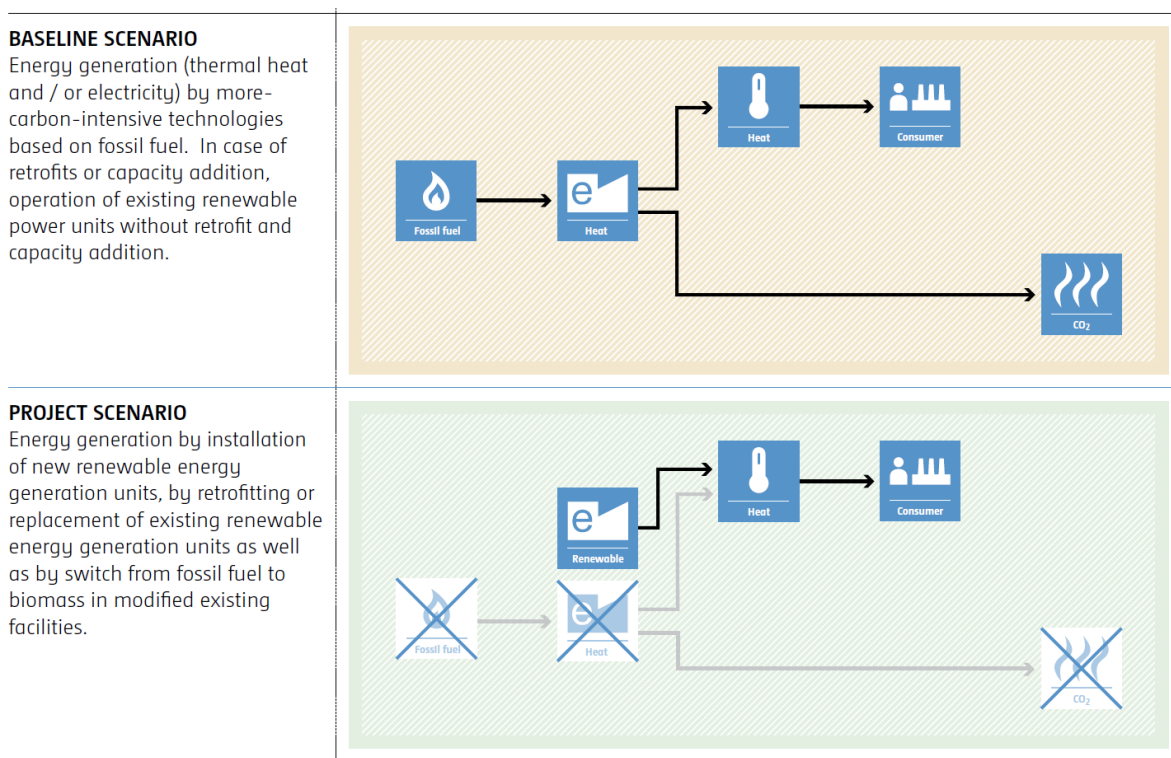 BASELINE SCENARIO
Energy generation (thermal heat
and / or electricity) by more-
carbon-intensive technologies
based on fossil fuel.  In case of
retrofits or capacity addition,
operation of existing renewable
power units without retrofit and
capacity addition.
Heat
Consumer
Fossil fuel
e
Heat
CO₂
PROJECT SCENARIO
Energy generation by installation
of new renewable energy
generation units, by retrofitting or
replacement of existing renewable
energy generation units as well
as by switch from fossil fuel to
biomass in modified existing
facilities.
Heat
Consumer
e
Renewable
Fossil fuel
e
Heat
CO₂